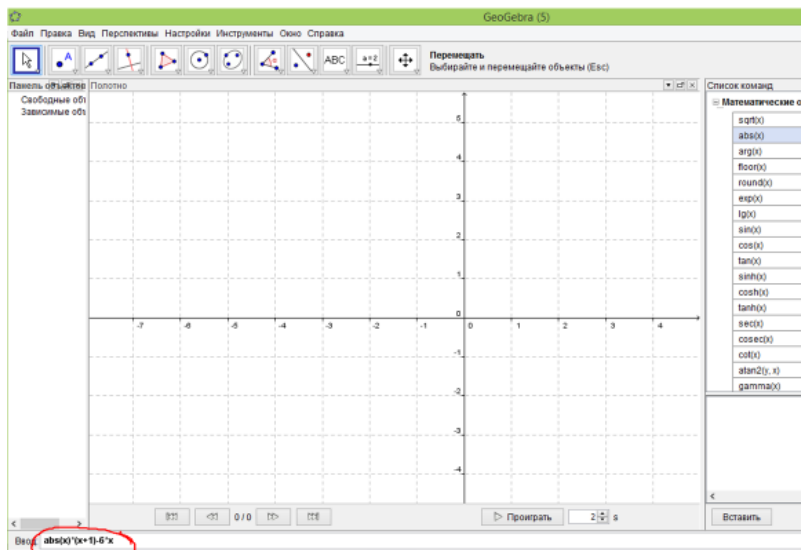 GeoGebra (5)
Файл Правка Вид Перспективы Настройки Инструменты Окно Справка
A
ABC
a=2
Перемещать
Выбирайте и перемещайте объекты (Esc)
Полотно
Список команд
Свободные объ
Зависимые объ
Математические о
sqrt(x)
abs(x)
arg(x)
floor(x)
round(x)
exp(x)
lg(x)
sin(x)
cos(x)
tan(x)
sinh(x)
cosh(x)
tanh(x)
sec(x)
cosec(x)
cot(x)
atan2(y, x)
gamma(x)
5
4
3
2
1
0
-7 -6 -5 -4 -3 -2 -1 0 1 2 3 4
-1
-2
-3
-4
0 / 0
Проиграть
2 s
Вставить
Ввод: abs(x)*(x+1)-6*x